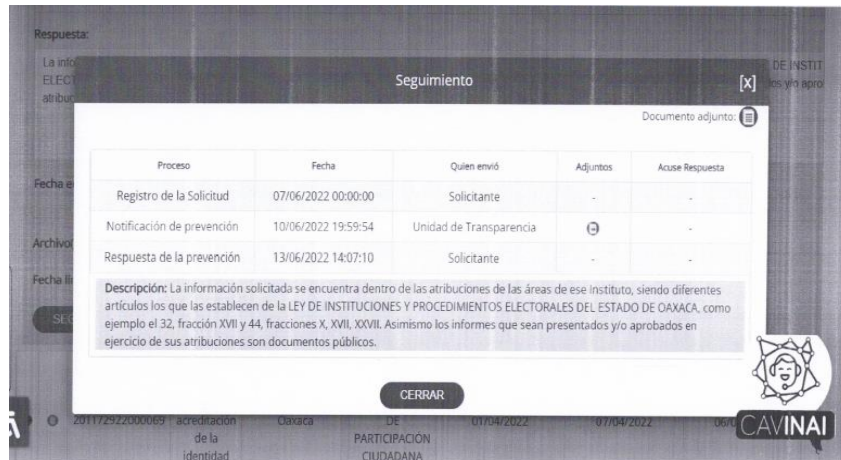 Respuesta:
La info
ELECT
atribuc
DE INSTIT
os y/o apro
Seguimiento [X]
Documento adjunto:
Proceso Fecha Quien envió Adjuntos Acuse Respuesta
Registro de la Solicitud 07/06/2022 00:00:00 Solicitante - -
Notificación de prevención 10/06/2022 19:59:54 Unidad de Transparencia -
Respuesta de la prevención 13/06/2022 14:07:10 Solicitante - -
Descripción: La información solicitada se encuentra dentro de las atribuciones de las áreas de ese Instituto, siendo diferentes
artículos los que las establecen de la LEY DE INSTITUCIONES Y PROCEDIMIENTOS ELECTORALES DEL ESTADO DE OAXACA, como
ejemplo el 32, fracción XVII y 44, fracciones X, XVII, XXVII. Asimismo los informes que sean presentados y/o aprobados en
ejercicio de sus atribuciones son documentos públicos.
Fecha e
Archivo
Fecha lí
SEG
CERRAR
201172922000069 acreditación Oaxaca DE 01/04/2022 07/04/2022 06/0
de la PARTICIPACIÓN
identidad CIUDADANA
CAVINAI